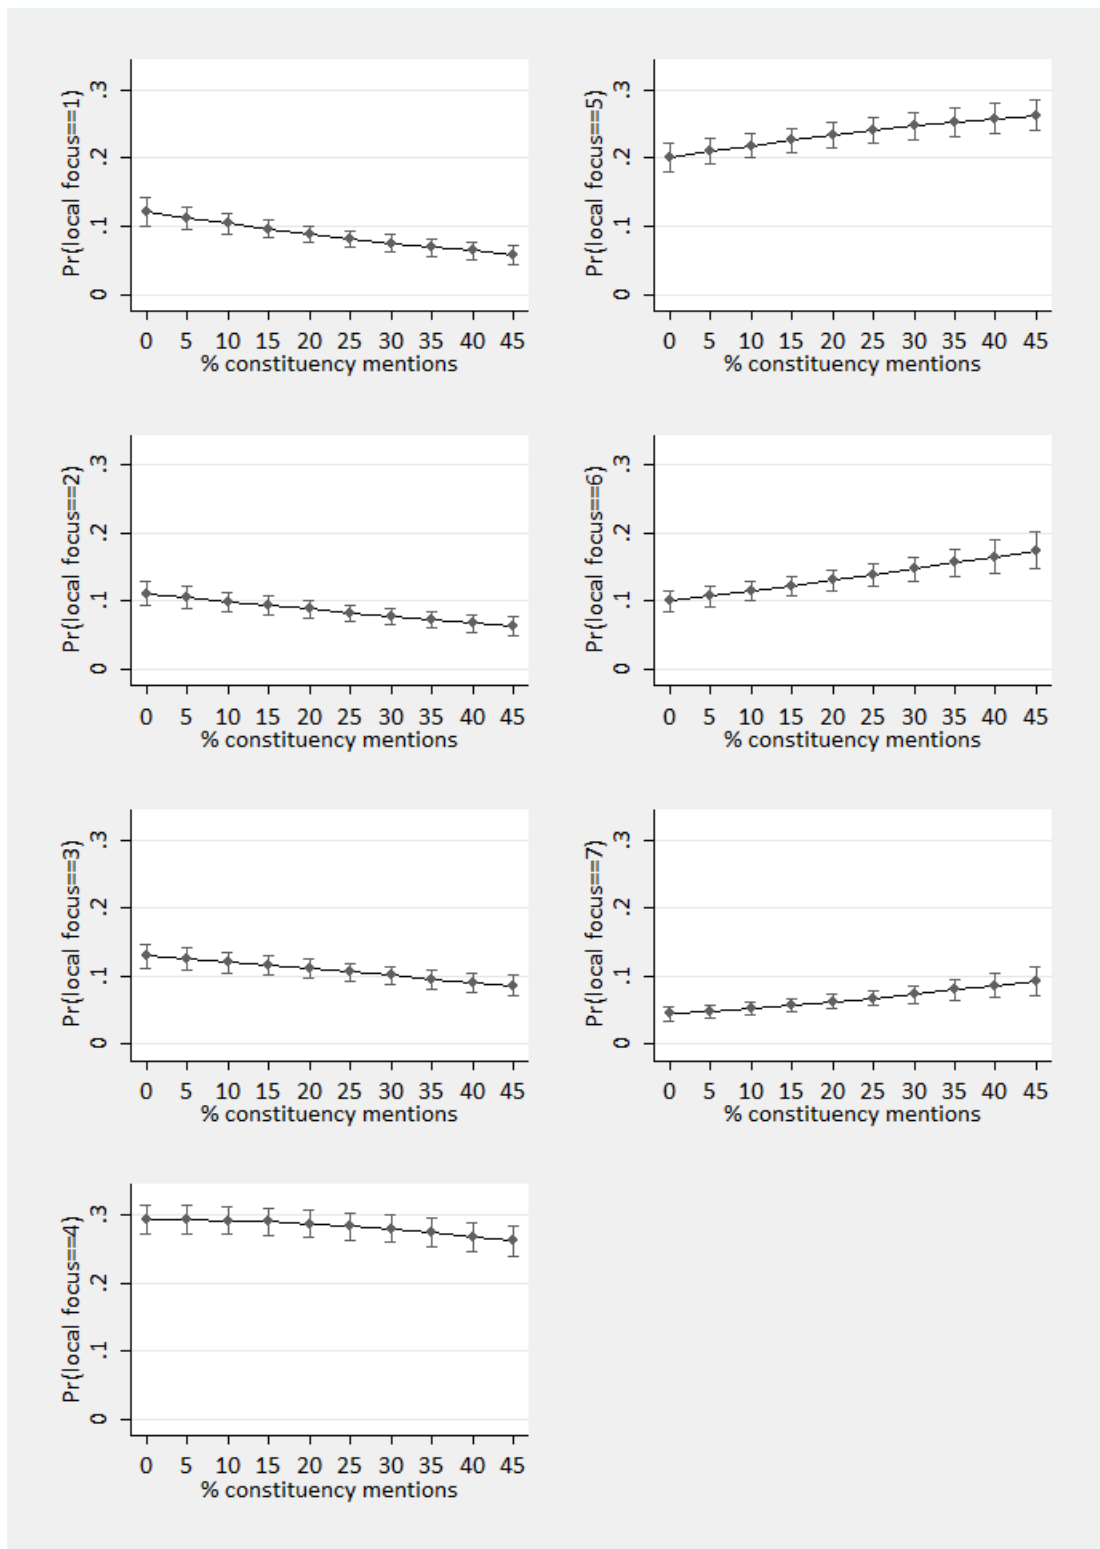 Pr(local focus==1)
.3
.2
.1
0
0 5 10 15 20 25 30 35 40 45
% constituency mentions
Pr(local focus==5)
.3
.2
.1
0
0 5 10 15 20 25 30 35 40 45
% constituency mentions
Pr(local focus==2)
.3
.2
.1
0
0 5 10 15 20 25 30 35 40 45
% constituency mentions
Pr(local focus==6)
.3
.2
.1
0
0 5 10 15 20 25 30 35 40 45
% constituency mentions
Pr(local focus==3)
.3
.2
.1
0
0 5 10 15 20 25 30 35 40 45
% constituency mentions
Pr(local focus==7)
.3
.2
.1
0
0 5 10 15 20 25 30 35 40 45
% constituency mentions
Pr(local focus==4)
.3
.2
.1
0
0 5 10 15 20 25 30 35 40 45
% constituency mentions